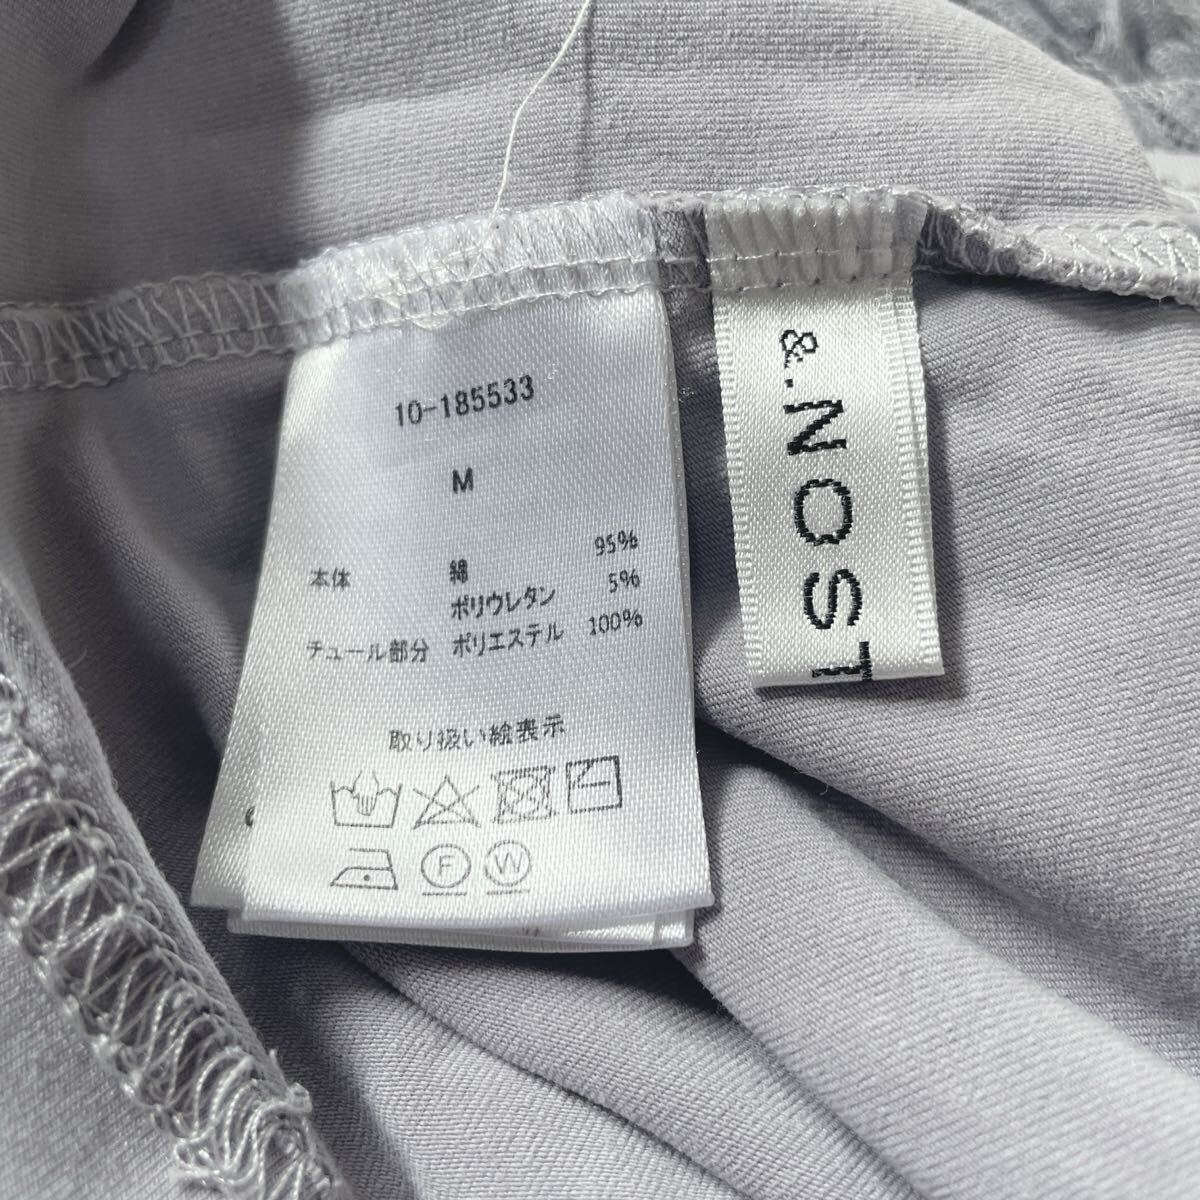 10-185533
M
本体 綿 95%
ポリウレタン 5%
チュール部分 ポリエステル 100%
取り扱い絵表示
F W
&.NOST